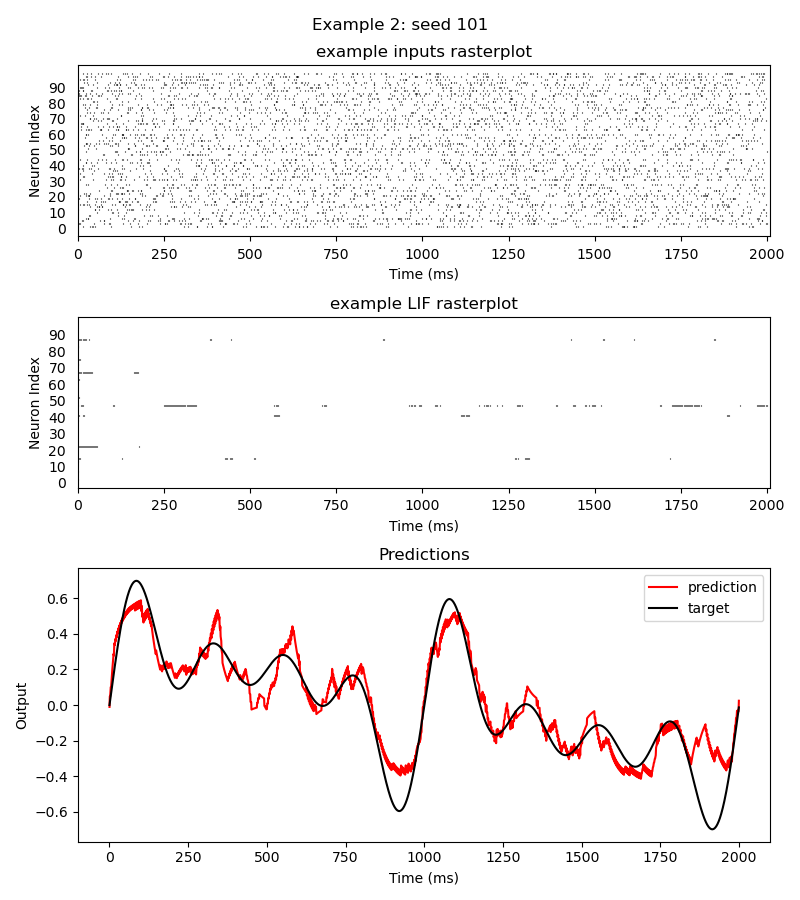 Example 2: seed 101
example inputs rasterplot
Neuron Index
90
80
70
60
50
40
30
20
10
0
0 250 500 750 1000 1250 1500 1750 2000
Time (ms)
example LIF rasterplot
Neuron Index
90
80
70
60
50
40
30
20
10
0
0 250 500 750 1000 1250 1500 1750 2000
Time (ms)
Predictions
Output
0.6
0.4
0.2
0.0
−0.2
−0.4
−0.6
prediction
target
0 250 500 750 1000 1250 1500 1750 2000
Time (ms)